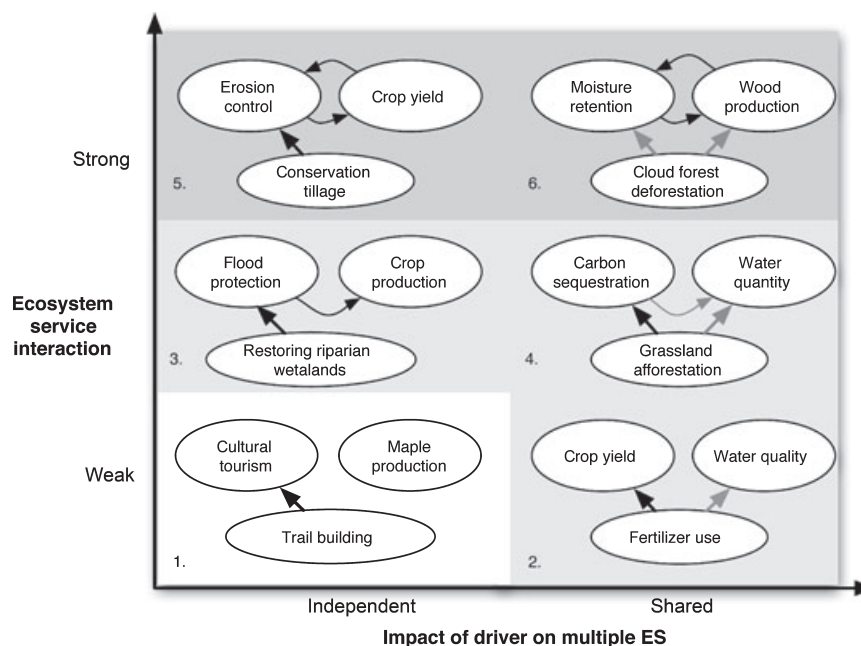 Erosion
control
Crop yield
Conservation
tillage
5.
Moisture
retention
Wood
production
Cloud forest
deforestation
6.
Strong
Flood
protection
Crop
production
Restoring riparian
wetalands
3.
Carbon
sequestration
Water
quantity
Grassland
afforestation
4.
Ecosystem
service
interaction
Cultural
tourism
Maple
production
Trail building
1.
Crop yield
Water quality
Fertilizer use
2.
Weak
Independent
Shared
Impact of driver on multiple ES